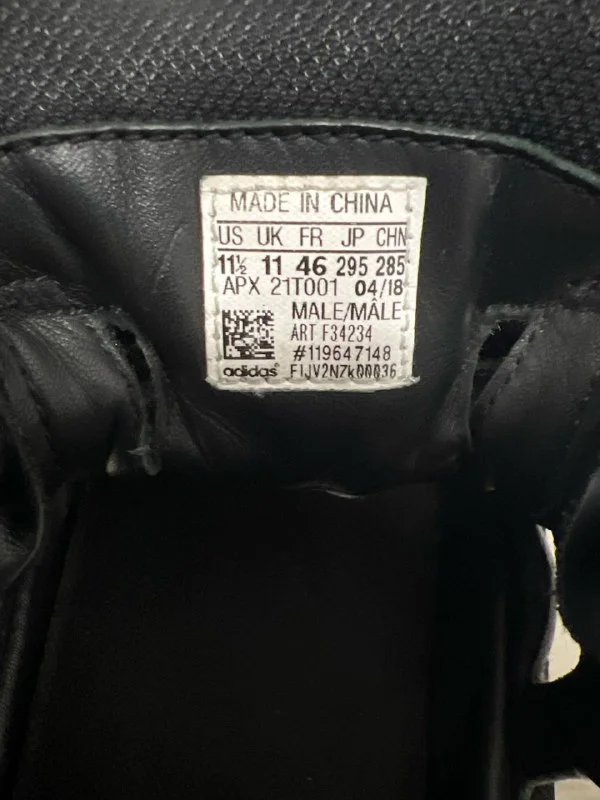 MADE IN CHINA
US UK FR JP CHN
11½ 11 46 295 285
APX 21T001 04/18
MALE/MÂLE
ART F34234
#119647148
adidas F1JV2NZk00036